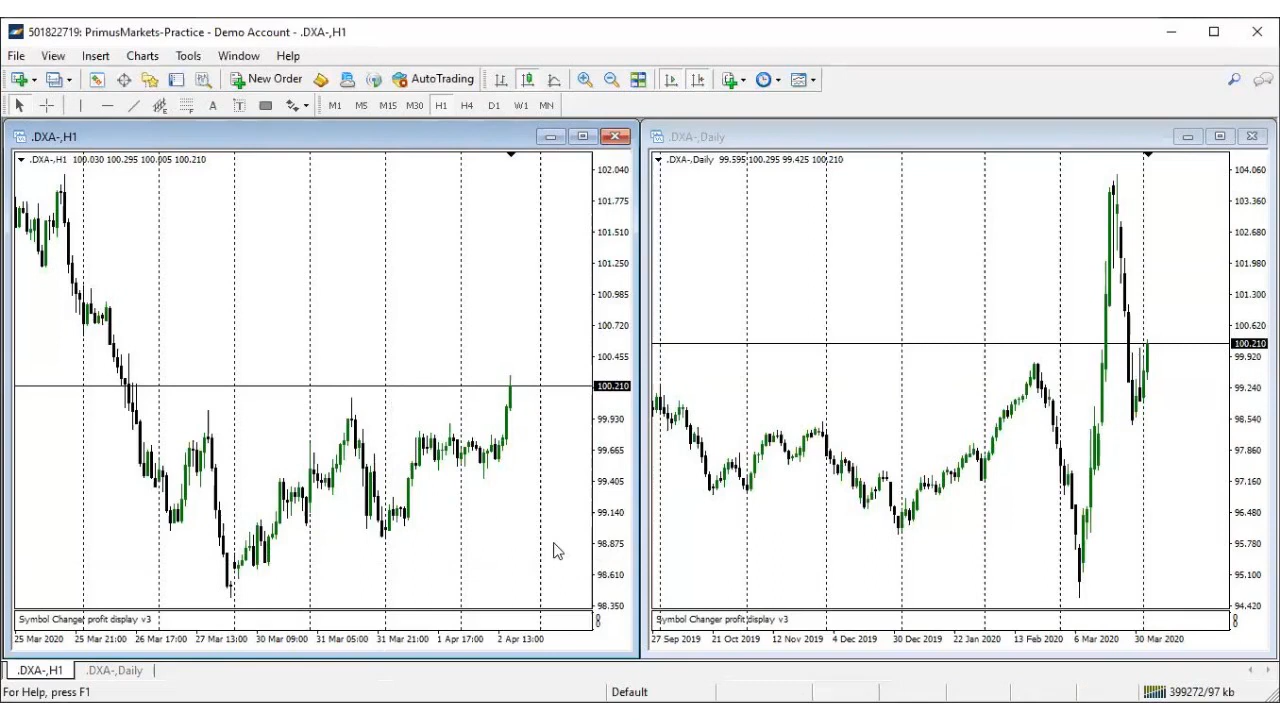 501822719: PrimusMarkets-Practice - Demo Account - .DXA-,H1
File View Insert Charts Tools Window Help
New Order AutoTrading
A T M1 M5 M15 M30 H1 H4 D1 W1 MN
.DXA-,H1
.DXA-,H1 100.030 100.295 100.005 100.210
102.040
101.775
101.510
101.250
100.985
100.720
100.455
100.210
99.930
99.665
99.405
99.140
98.875
98.610
98.350
Symbol Changer profit display v3
0
0
25 Mar 2020 25 Mar 21:00 26 Mar 17:00 27 Mar 13:00 30 Mar 09:00 31 Mar 05:00 31 Mar 21:00 1 Apr 17:00 2 Apr 13:00
.DXA-,Daily
.DXA-,Daily 99.595 100.295 99.425 100.210
104.060
103.360
102.680
101.980
101.300
100.620
100.210
99.920
99.240
98.540
97.860
97.160
96.480
95.780
95.100
94.420
Symbol Changer profit display v3
0
0
27 Sep 2019 21 Oct 2019 12 Nov 2019 4 Dec 2019 30 Dec 2019 22 Jan 2020 13 Feb 2020 6 Mar 2020 30 Mar 2020
.DXA-,H1 .DXA-,Daily
For Help, press F1 Default 399272/97 kb